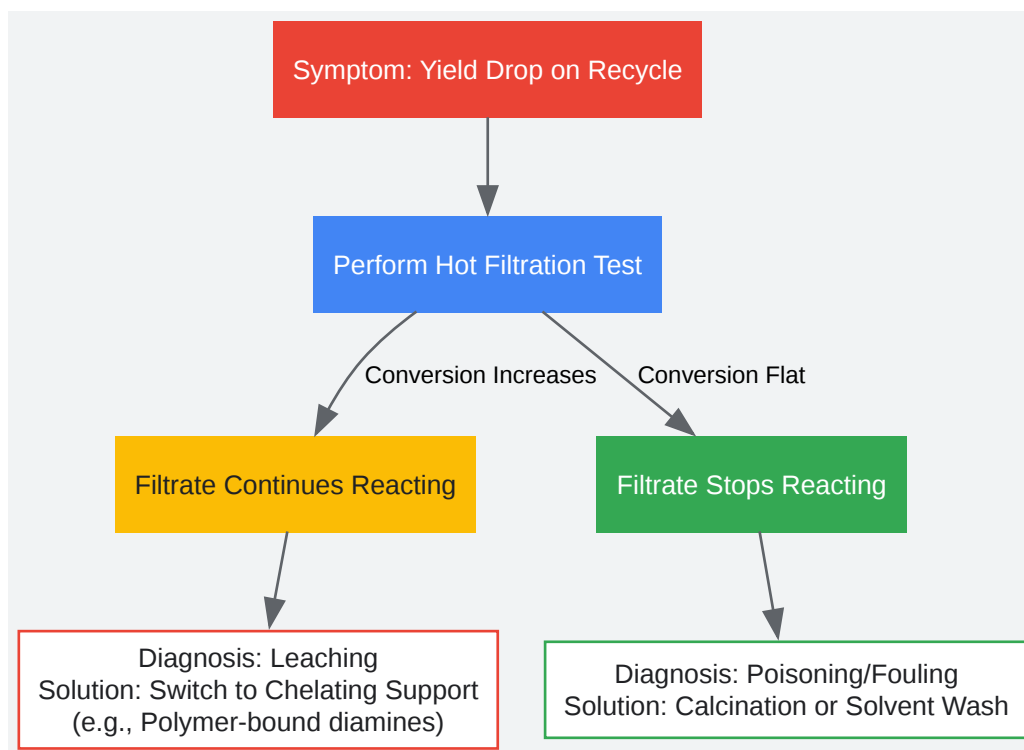 Symptom: Yield Drop on Recycle
Perform Hot Filtration Test
Conversion Increases
Conversion Flat
Filtrate Continues Reacting
Filtrate Stops Reacting
Diagnosis: Leaching
Solution: Switch to Chelating Support
(e.g., Polymer-bound diamines)
Diagnosis: Poisoning/Fouling
Solution: Calcination or Solvent Wash